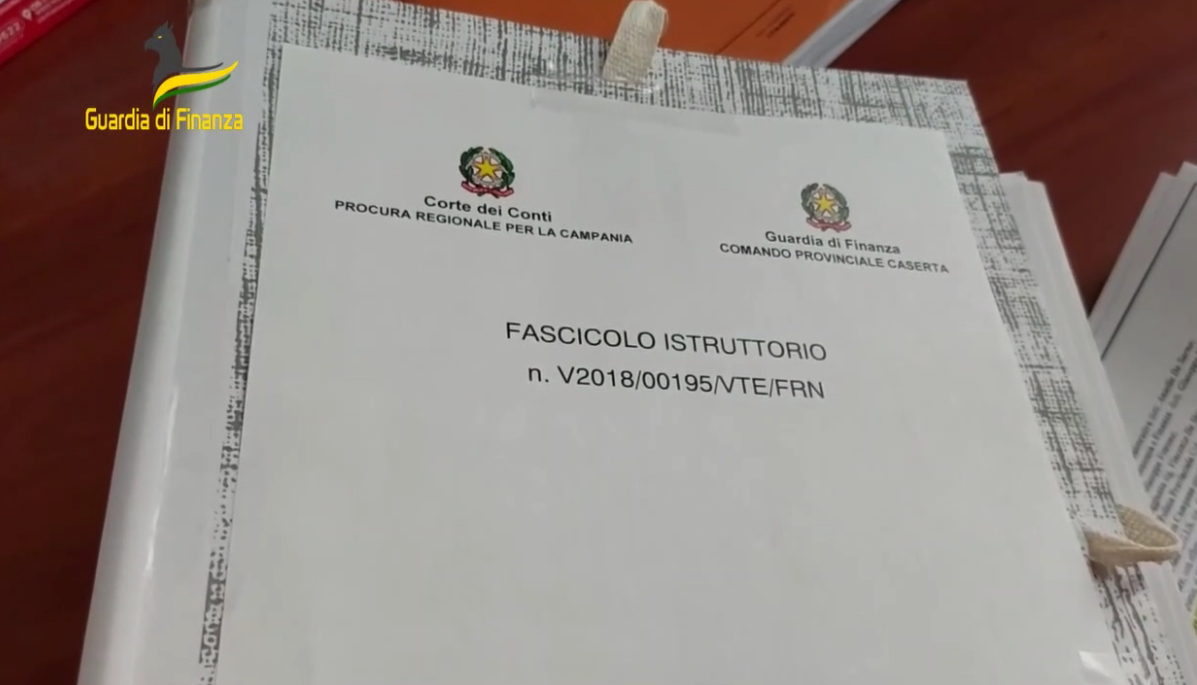 Guardia di Finanza
Corte dei Conti
PROCURA REGIONALE PER LA CAMPANIA
Guardia di Finanza
COMANDO PROVINCIALE CASERTA
FASCICOLO ISTRUTTORIO
n. V2018/00195/VTE/FRN